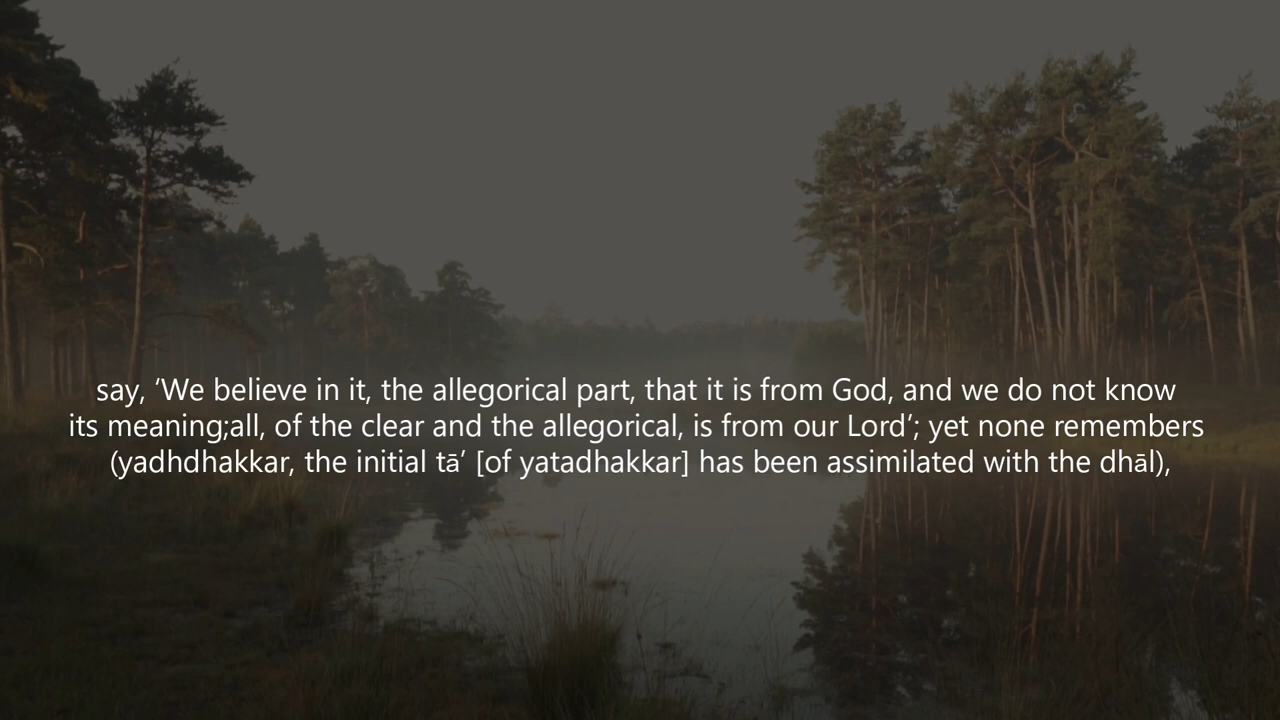 say, ‘We believe in it, the allegorical part, that it is from God, and we do not know
its meaning;all, of the clear and the allegorical, is from our Lord’; yet none remembers
(yadhdhakkar, the initial tā’ [of yatadhakkar] has been assimilated with the dhāl),